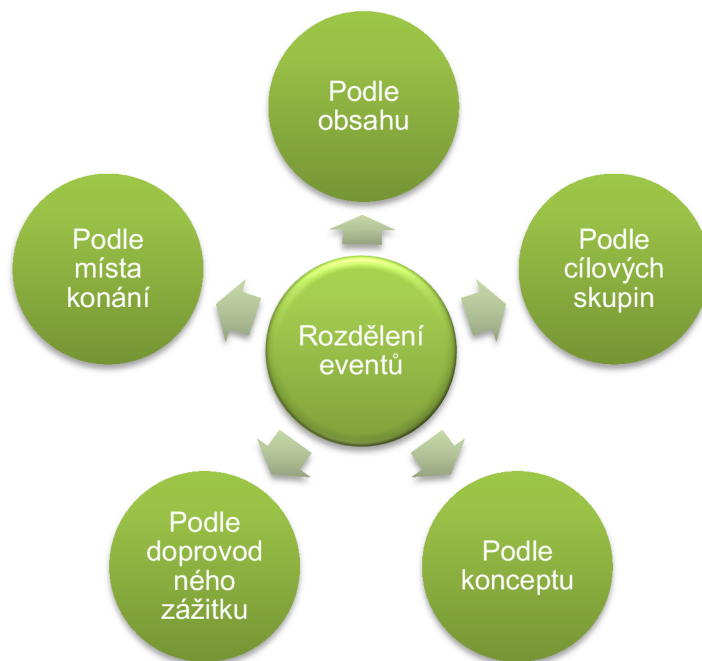 Podle
obsahu
Podle
místa
konání
Podle
cílových
skupin
Rozdělení
eventů
Podle
doprovod
ného
zážitku
Podle
konceptu